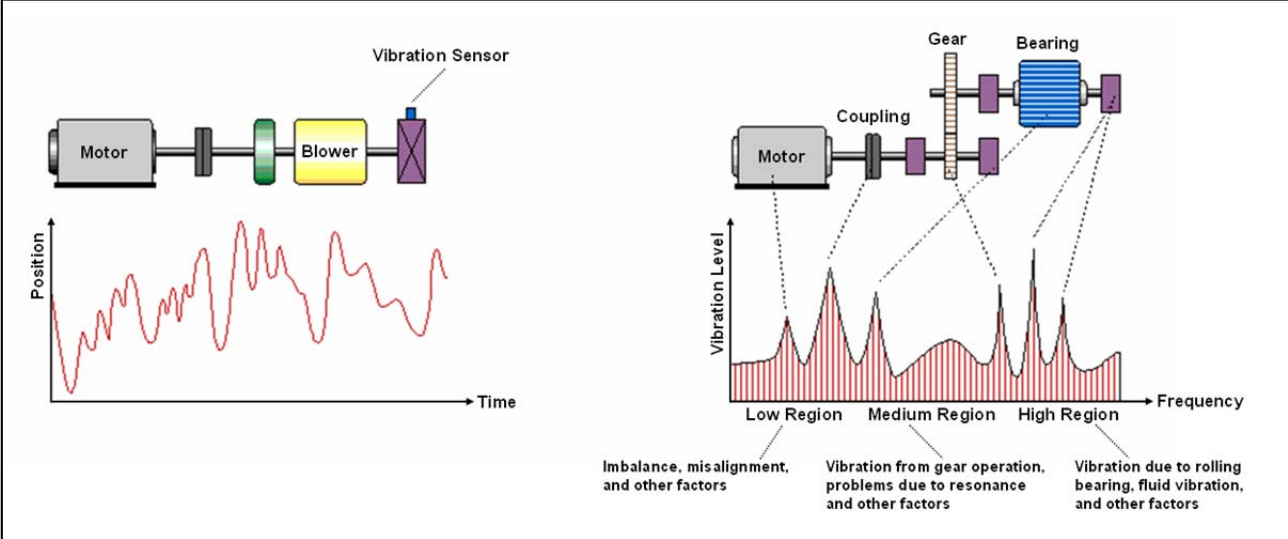 Vibration Sensor
Motor
Blower
Position
Time
Gear
Bearing
Coupling
Motor
Vibration Level
Frequency
Low Region
Medium Region
High Region
Imbalance, misalignment,
and other factors
Vibration from gear operation,
problems due to resonance
and other factors
Vibration due to rolling
bearing, fluid vibration,
and other factors